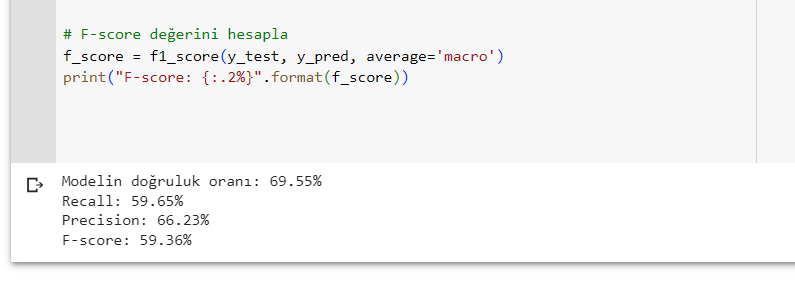 # F-score değerini hesapla
f_score = f1_score(y_test, y_pred, average='macro')
print("F-score: {:.2%}".format(f_score))
Modelin doğruluk oranı: 69.55%
Recall: 59.65%
Precision: 66.23%
F-score: 59.36%